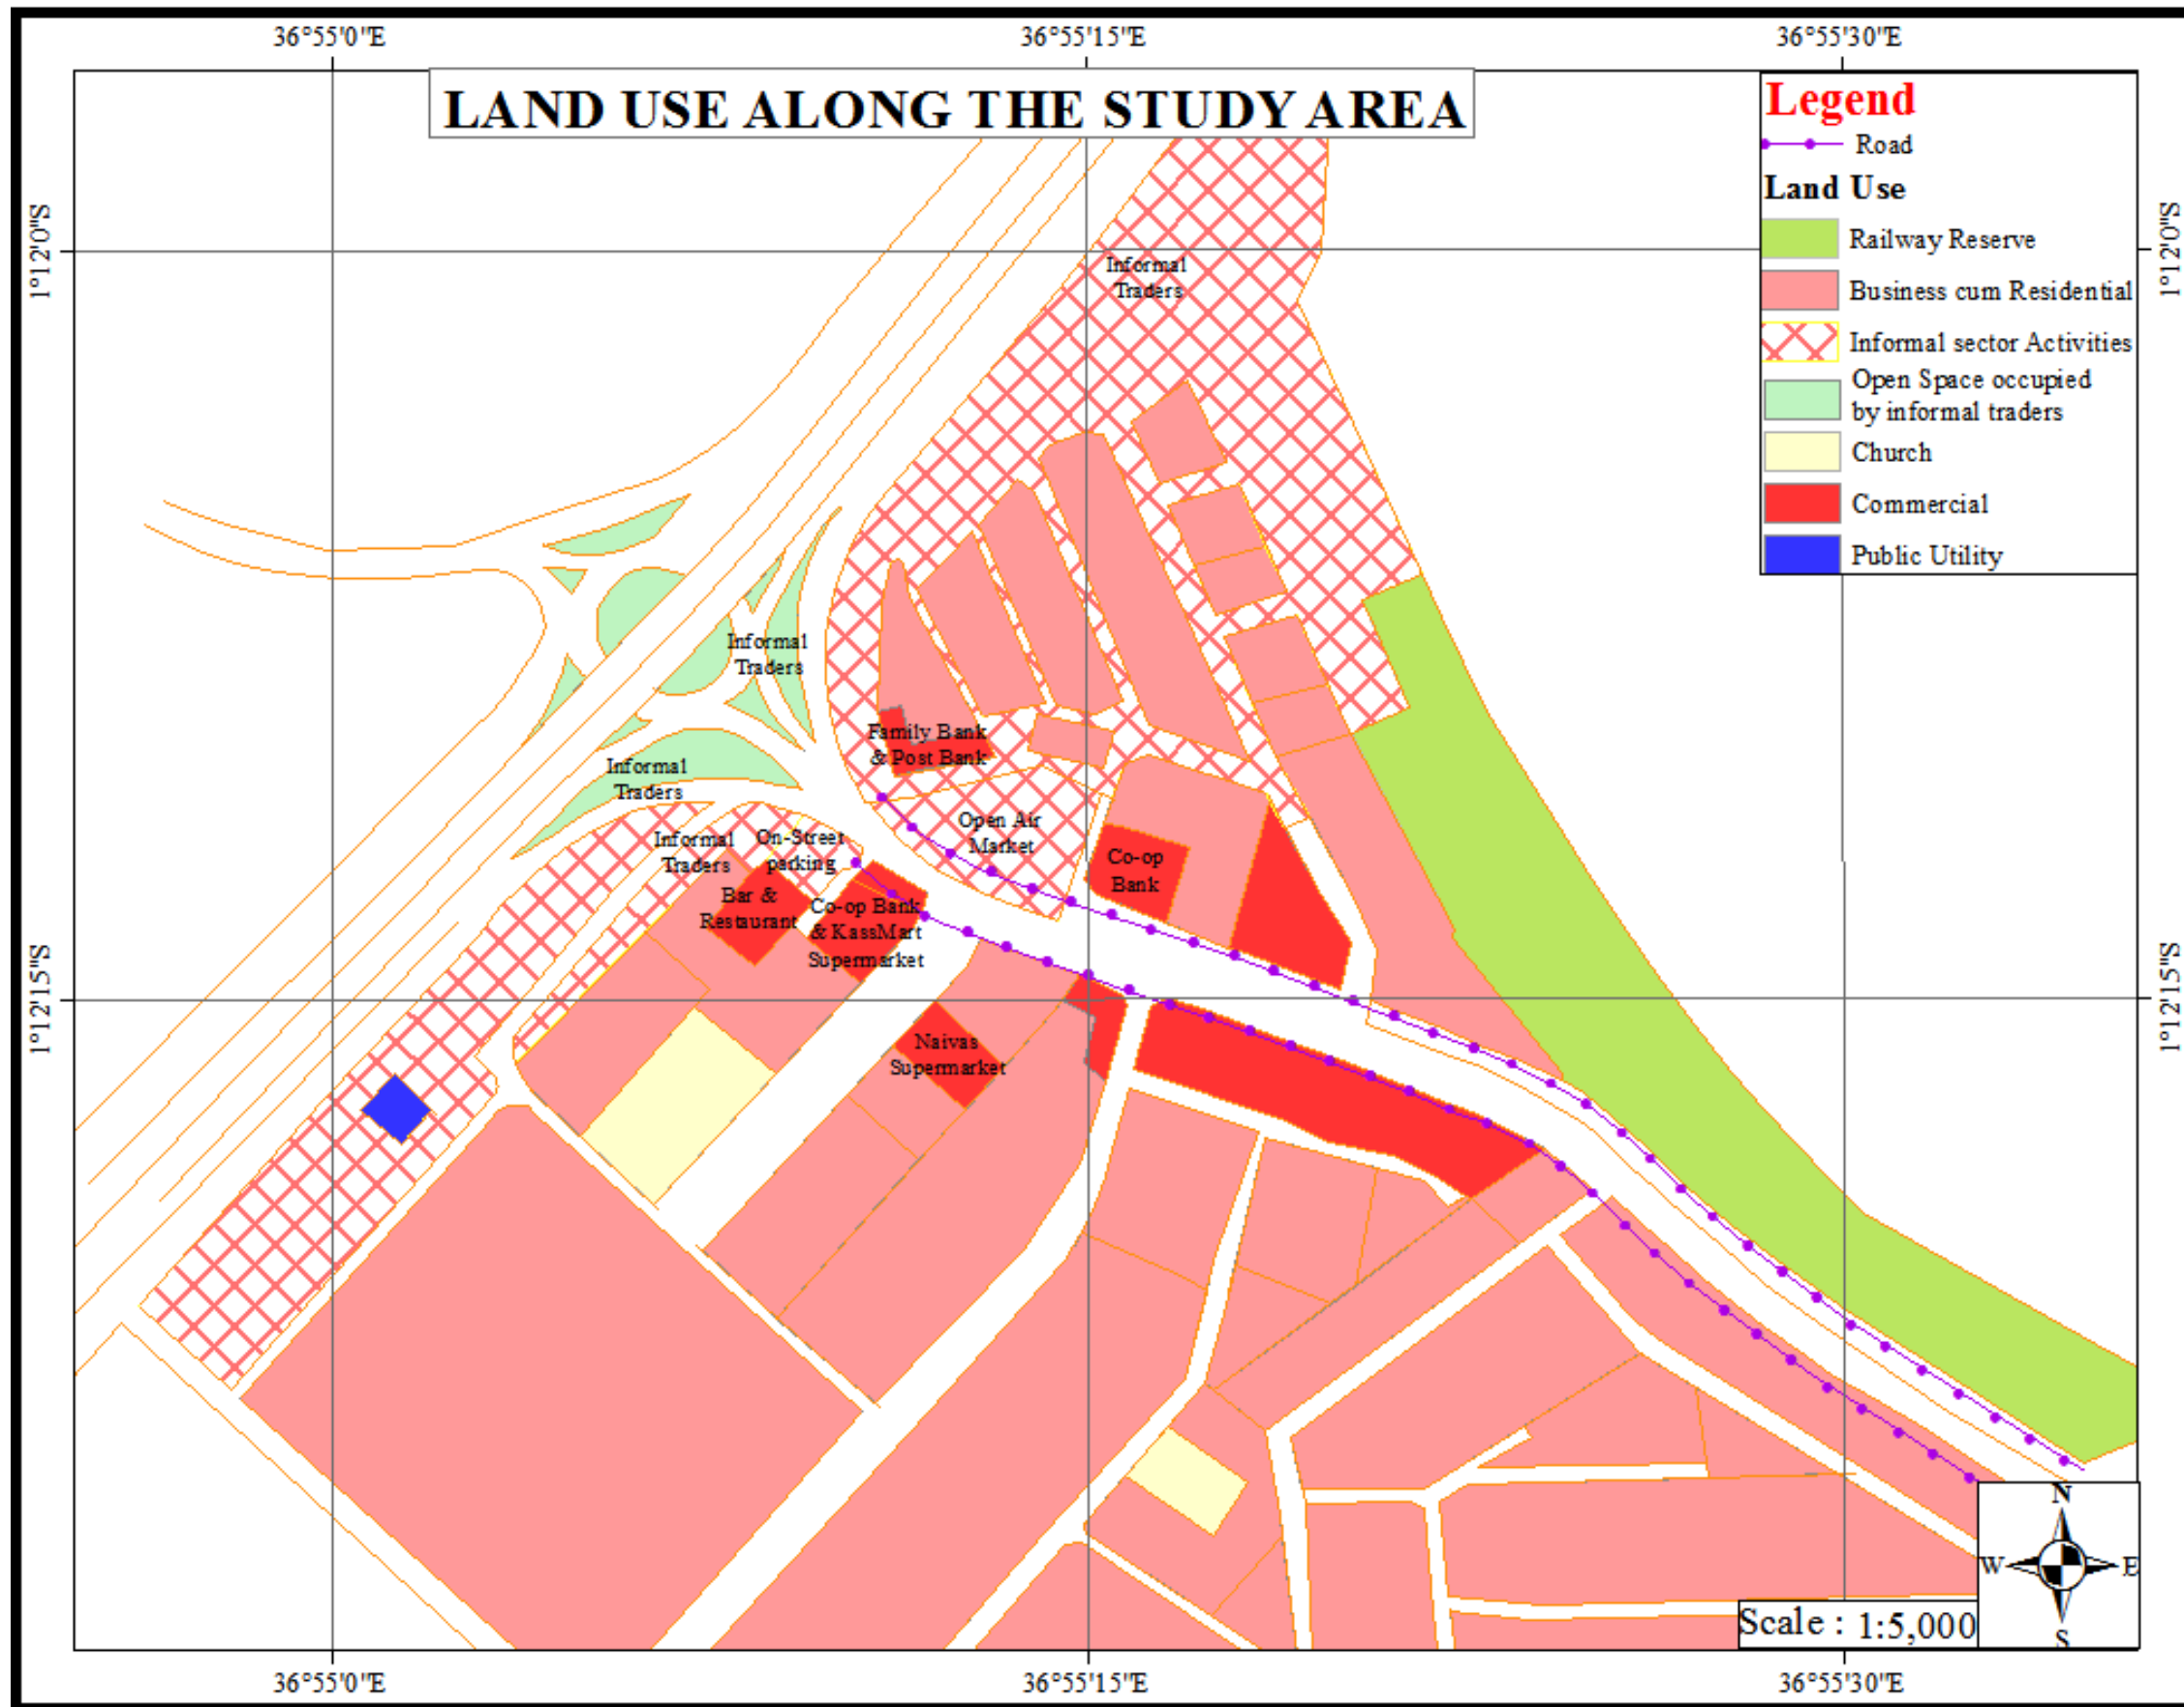 36°55'0"E
36°55'15"E
36°55'30"E
LAND USE ALONG THE STUDY AREA
Legend
Road
Land Use
Railway Reserve
Business cum Residential
Informal sector Activities
Open Space occupied
by informal traders
Church
Commercial
Public Utility
1°12'0"S
1°12'0"S
Informal
Traders
Informal
Traders
Family Bank
& Post Bank
Informal
Traders
Open Air
Market
Informal
Traders
On-Street
parking
Co-op
Bank
Bar &
Restaurant
Co-op Bank
& KassMart
Supermarket
1°12'15"S
1°12'15"S
Naivas
Supermarket
N
W
E
S
Scale : 1:5,000
36°55'0"E
36°55'15"E
36°55'30"E